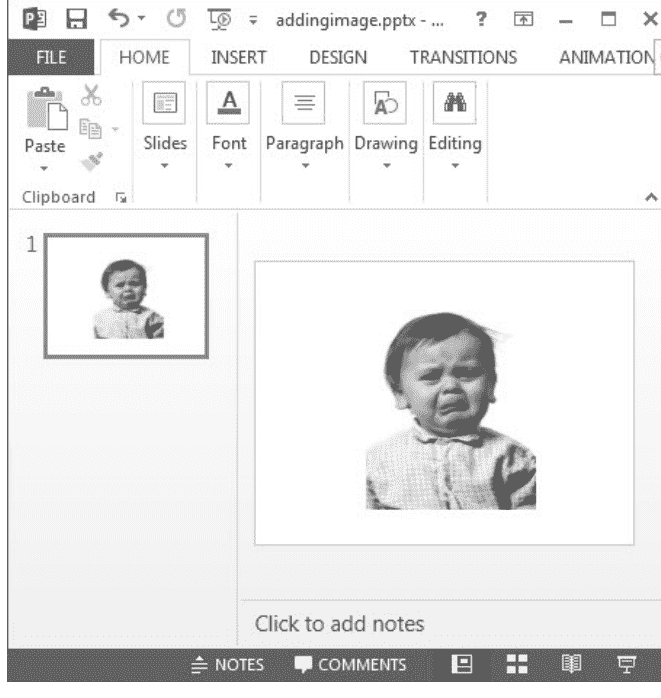 addingimage.pptx - ...
?
FILE HOME INSERT DESIGN TRANSITIONS ANIMATION
Paste Slides Font Paragraph Drawing Editing
Clipboard
1
Click to add notes
NOTES COMMENTS